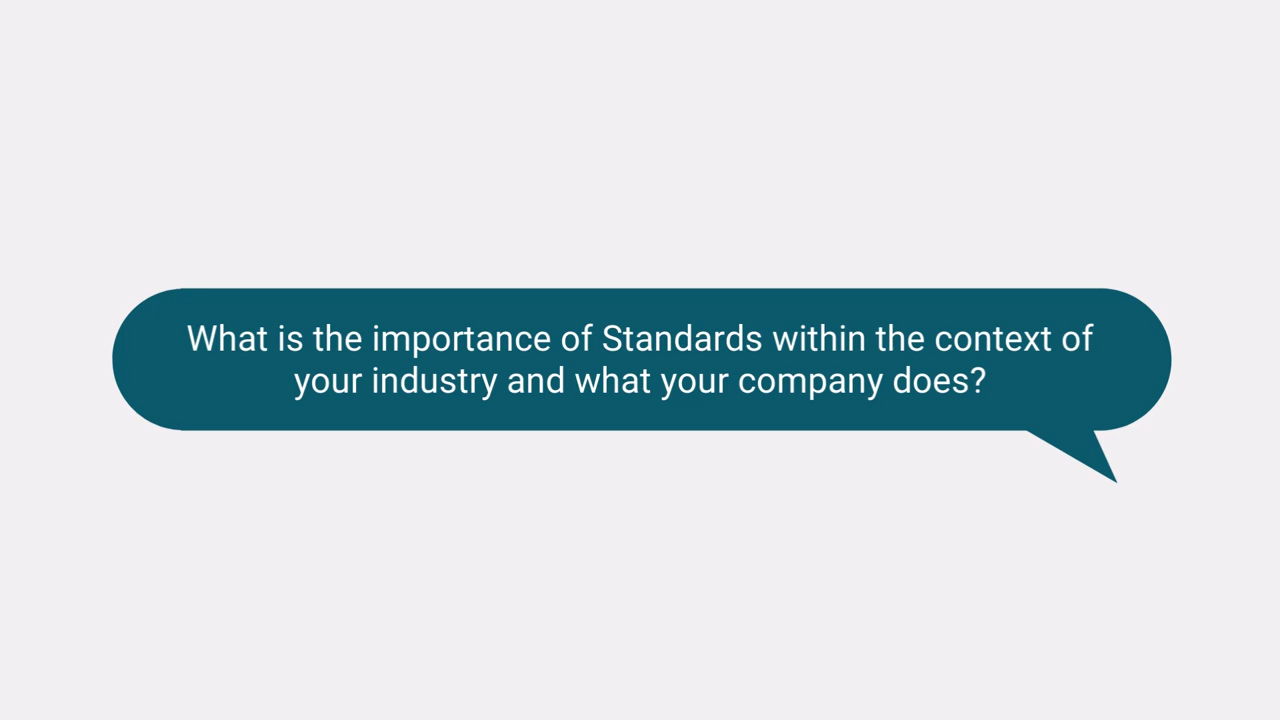 What is the importance of Standards within the context of
your industry and what your company does?